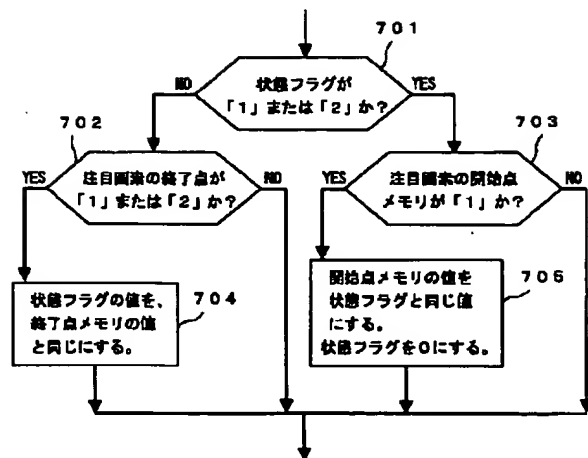 701
状態フラグが
「1」または「2」か?
NO
YES
702
703
注目画素の終了点が
「1」または「2」か?
YES
NO
注目画素の開始点
メモリが「1」か?
YES
NO
状態フラグの値を、
終了点メモリの値
と同じにする。
704
開始点メモリの値を
状態フラグと同じ値
にする。
状態フラグを0にする。
705